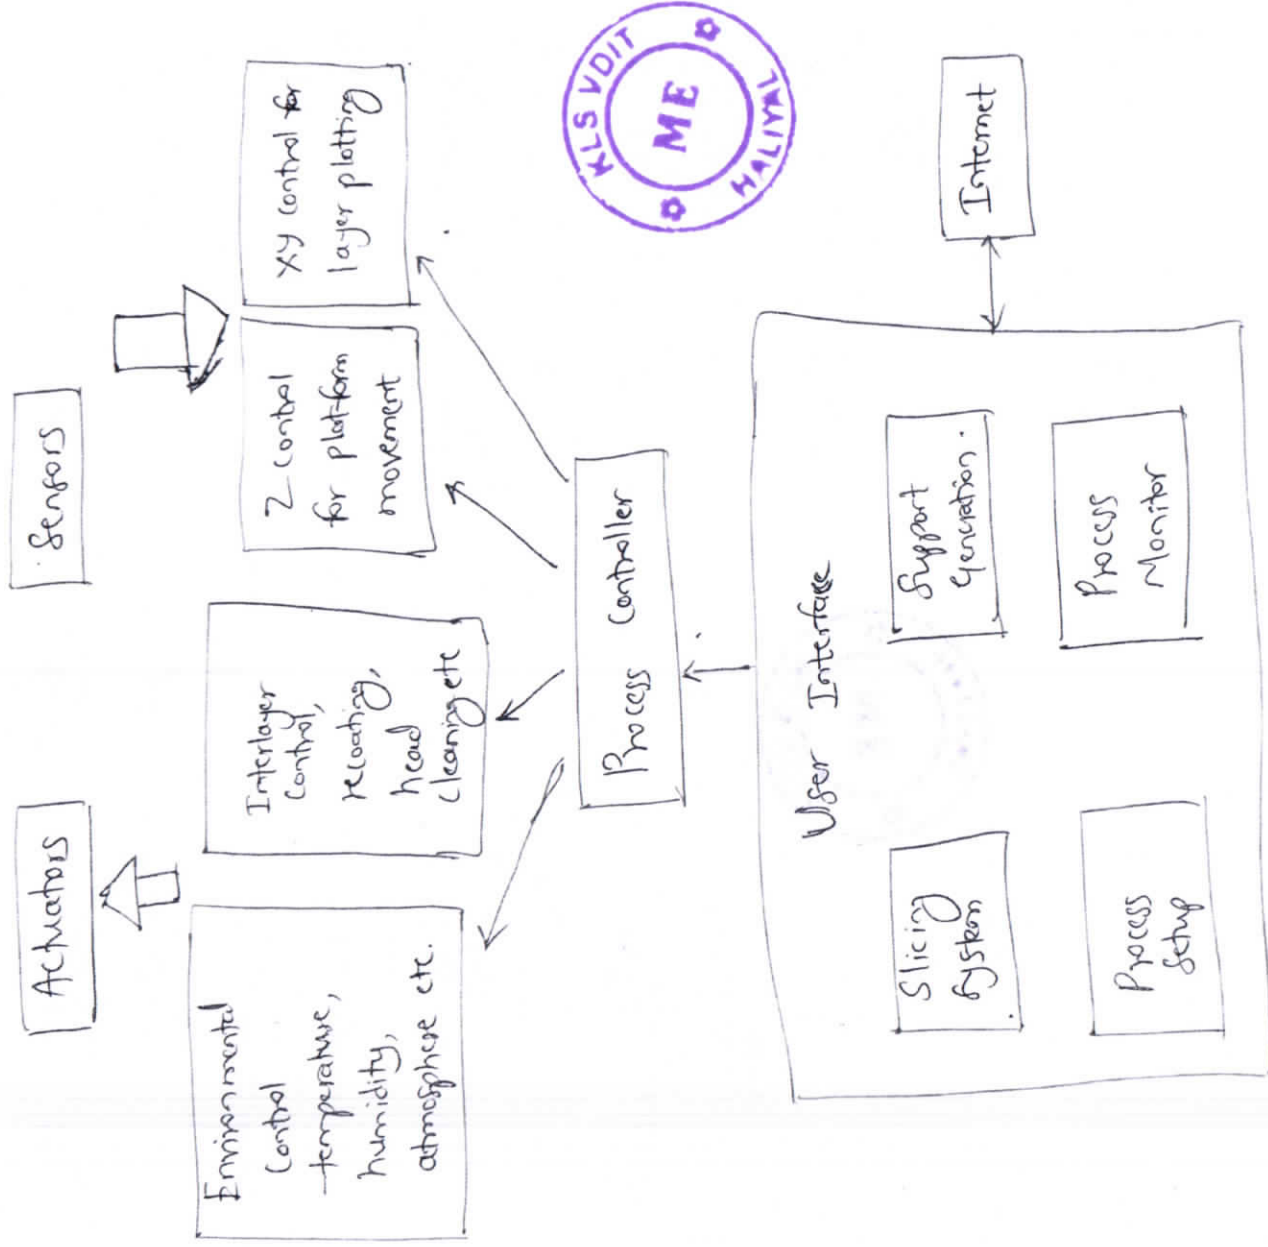 Actuators
Sensors
Environmental
Control
temperature,
humidity,
atmosphere etc.
Interlayer
Control,
recoating,
head
cleaning etc
Z control
for platform
movement
XY control for
layer plotting
Process Controller
KLS VDIT
ME
HALIYAL
User Interface
Slicing
System
Support
Generation.
Process
Setup
Process
Monitor
Internet